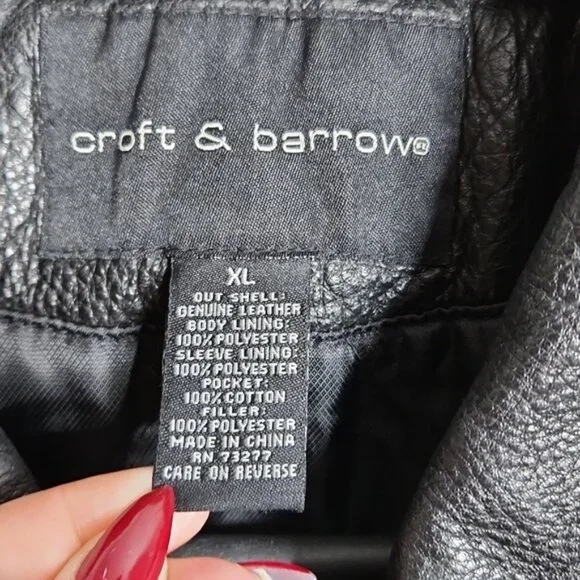 croft & barrow®
XL
OUT SHELL:
GENUINE LEATHER
BODY LINING:
100% POLYESTER
SLEEVE LINING:
100% POLYESTER
POCKET:
100% COTTON
FILLER:
100% POLYESTER
MADE IN CHINA
RN 73277
CARE ON REVERSE